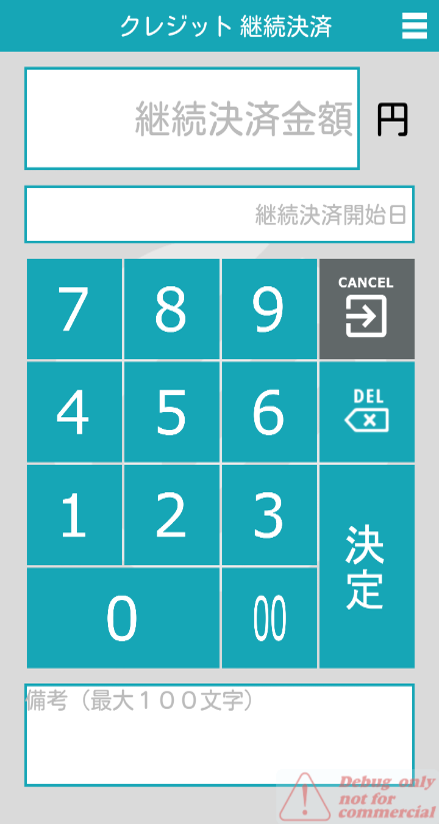 クレジット 継続決済
継続決済金額 円
継続決済開始日
7 8 9 CANCEL
4 5 6 DEL
1 2 3
決定
0 00
備考（最大１００文字）
Debug only
not for
commercial